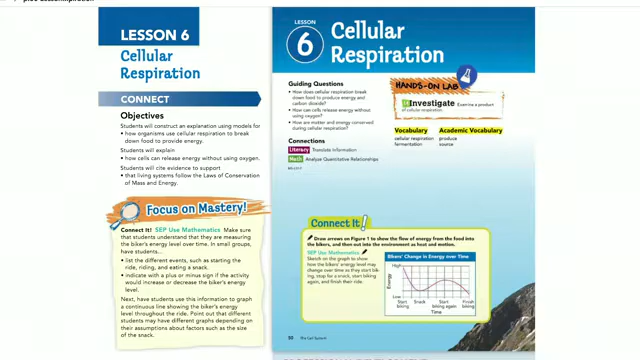 LESSON 6
Cellular
Respiration
CONNECT
Objectives
Students will construct an explanation using models for
• how organisms use cellular respiration to break
down food to provide energy.
Students will explain
• how cells can release energy without using oxygen.
Students will cite evidence to support
• that living systems follow the Laws of Conservation
of Mass and Energy.
Focus on Mastery!
Connect It! SEP Use Mathematics Make sure
that students understand that they are measuring
the biker's energy level over time. In small groups,
have students...
• list the different events, such as starting the
ride, riding, and eating a snack.
• indicate with a plus or minus sign if the activity
would increase or decrease the biker's energy
level.
Next, have students use this information to graph
a continuous line showing the biker's energy
level throughout the ride. Point out that different
students may have different graphs depending on
their assumptions about factors such as the size
of the snack.
LESSON
6
Cellular
Respiration
Guiding Questions
• How does cellular respiration break
down food to produce energy and
carbon dioxide?
• How can cells release energy without
using oxygen?
• How are matter and energy conserved
during cellular respiration?
Connections
Literacy Translate Information
Math Analyze Quantitative Relationships
HANDS-ON LAB
Investigate Examine a product
of cellular respiration.
Vocabulary
cellular respiration
fermentation
Academic Vocabulary
produce
source
Connect It!
Draw arrows on Figure 1 to show the flow of energy from the food into
the bikers, and then out into the environment as heat and motion.
SEP Use Mathematics
Sketch on the graph to show
how the bikers' energy level may
change over time as they start bik-
ing, stop for a snack, start biking
again, and finish their ride.
Bikers' Change in Energy over Time
High
Energy
Low
Start
biking
Snack
Start
biking again
Finish
biking
Time
50 The Cell System